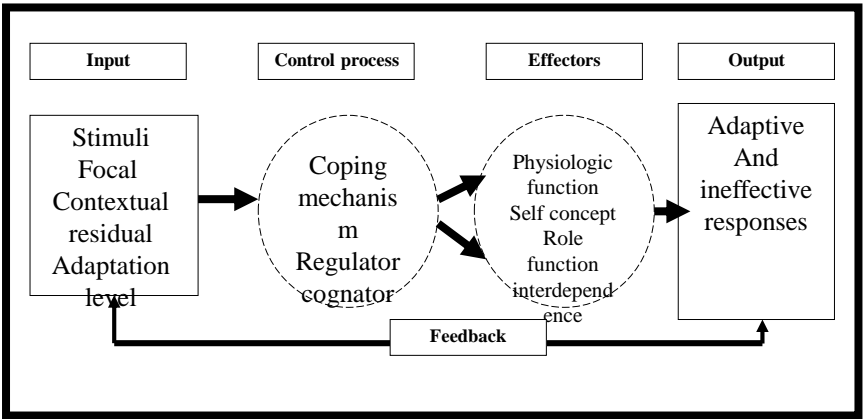 Input
Control process
Effectors
Output
Stimuli
Focal
Contextual
residual
Adaptation
level
Coping
mechanis
m
Regulator
cognator
Physiologic
function
Self concept
Role
function
interdepend
ence
Adaptive
And
ineffective
responses
Feedback